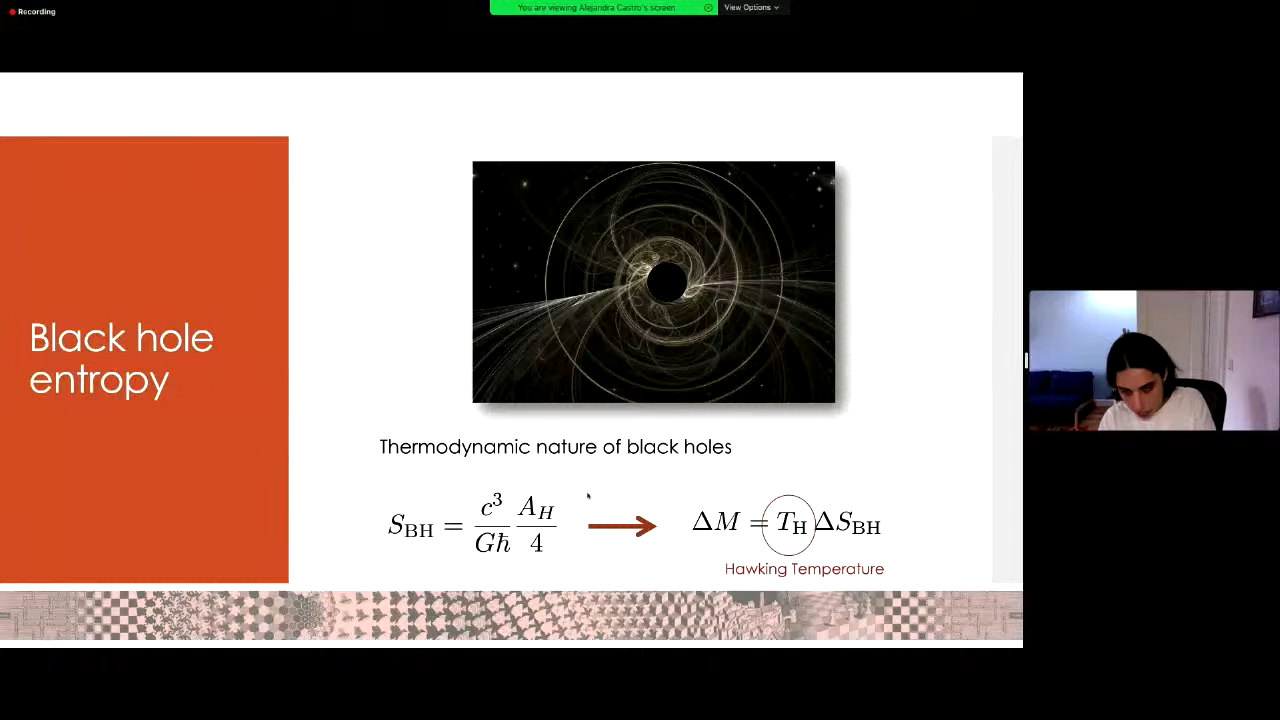 Recording
You are viewing Alejandra Castro's screen
View Options
Black hole
entropy
Thermodynamic nature of black holes
S_BH = c³/Għ A_H/4 → ΔM = T_H ΔS_BH
Hawking Temperature